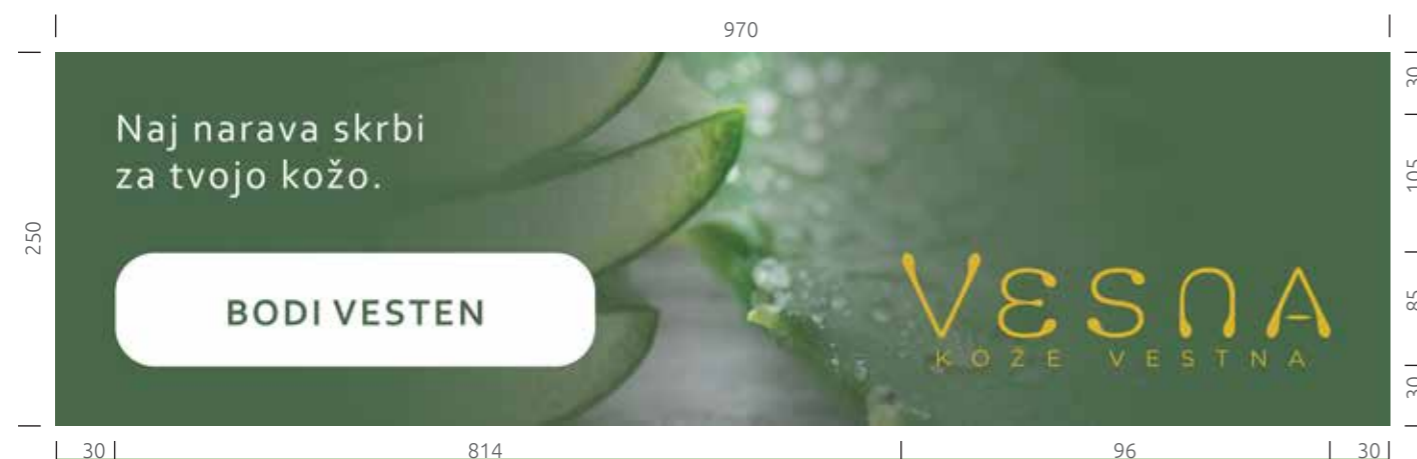 970
250
30
105
85
30
Naj narava skrbi
za tvojo kožo.
BODI VESTEN
VESNA
KOŽE VESTNA
30
814
96
30